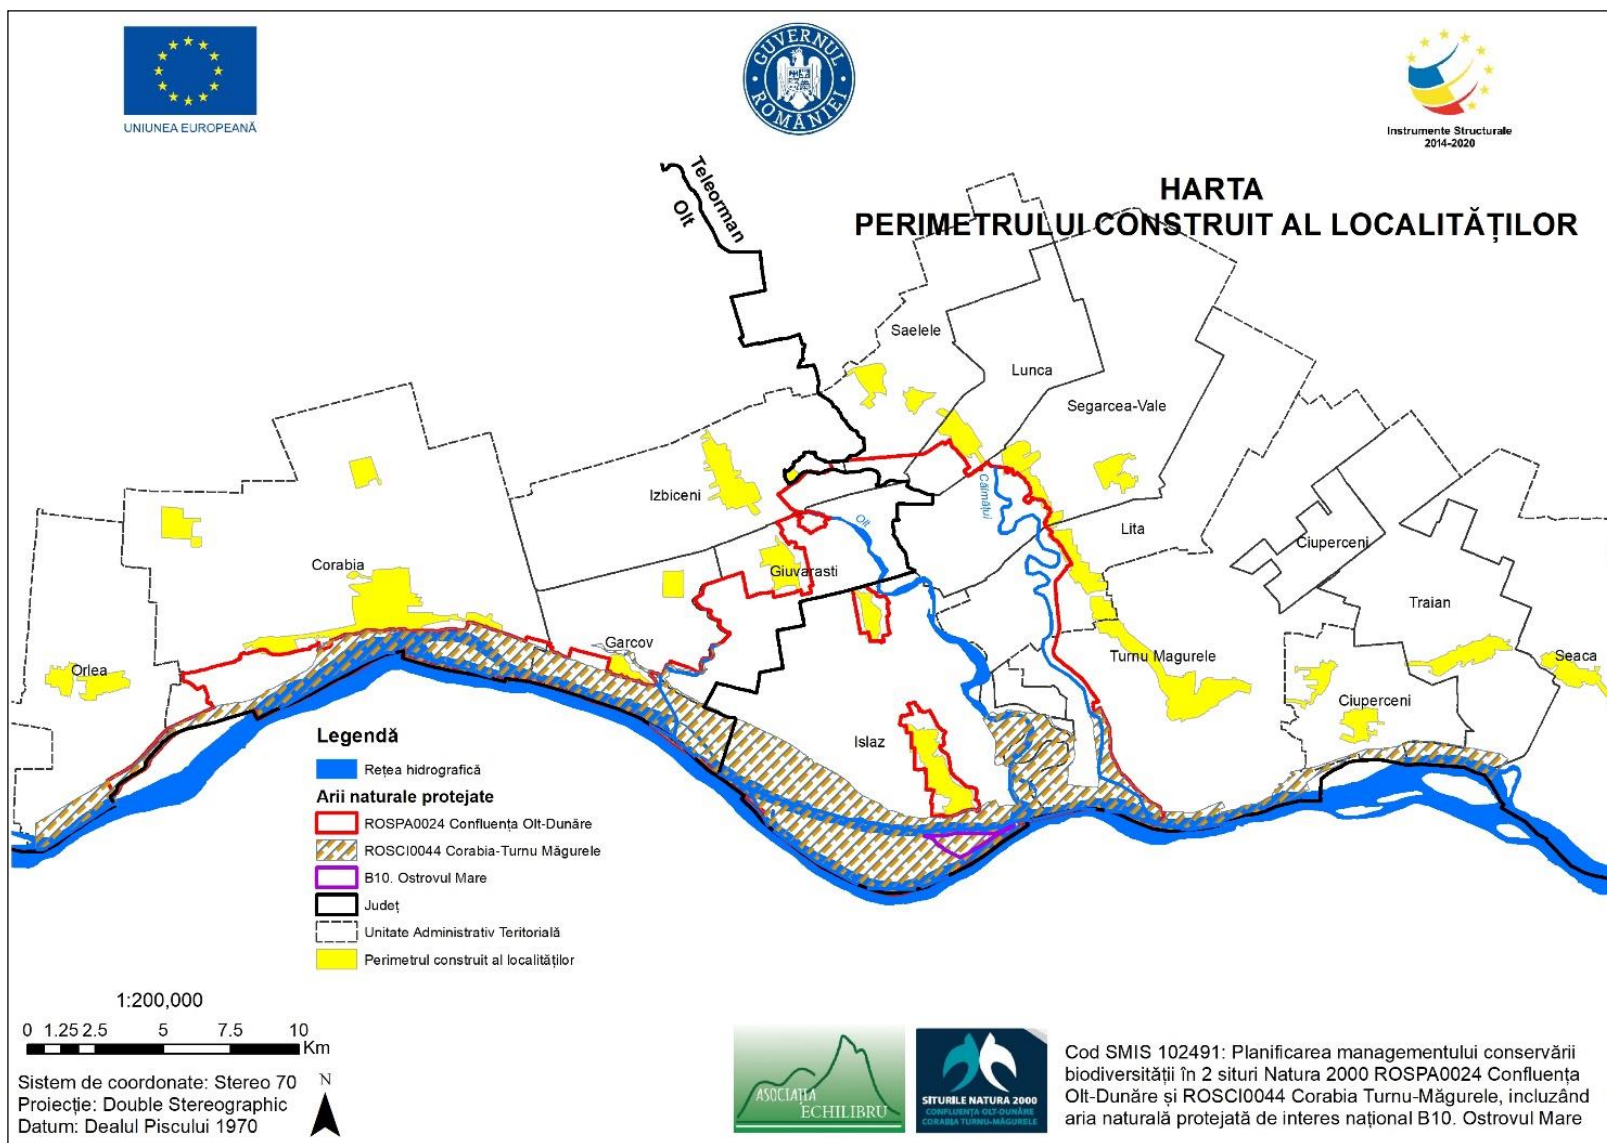 UNIUNEA EUROPEANĂ
GUVERNUL ROMÂNIEI
Instrumente Structurale
2014-2020
HARTA
PERIMETRULUI CONSTRUIT AL LOCALITĂȚILOR
Teleorman
Olt
Saelele
Lunca
Segarcea-Vale
Izbiceni
Călmățui
Olt
Lita
Ciuperceni
Corabia
Giuvarasti
Traian
Garcov
Orlea
Turnu Magurele
Seaca
Ciuperceni
Islaz
Legendă
Rețea hidrografică
Arii naturale protejate
ROSPA0024 Confluența Olt-Dunăre
ROSCI0044 Corabia-Turnu Măgurele
B10. Ostrovul Mare
Județ
Unitate Administrativ Teritorială
Perimetrul construit al localităților
1:200,000
0 1.25 2.5 5 7.5 10
Km
Sistem de coordonate: Stereo 70
Proiecție: Double Stereographic
Datum: Dealul Piscului 1970
N
ASOCIAȚIA
ECHILIBRU
SITURILE NATURA 2000
CONFLUENȚA OLT-DUNĂRE
CORABIA TURNU-MĂGURELE
Cod SMIS 102491: Planificarea managementului conservării
biodiversității în 2 situri Natura 2000 ROSPA0024 Confluența
Olt-Dunăre și ROSCI0044 Corabia Turnu-Măgurele, incluzând
aria naturală protejată de interes național B10. Ostrovul Mare